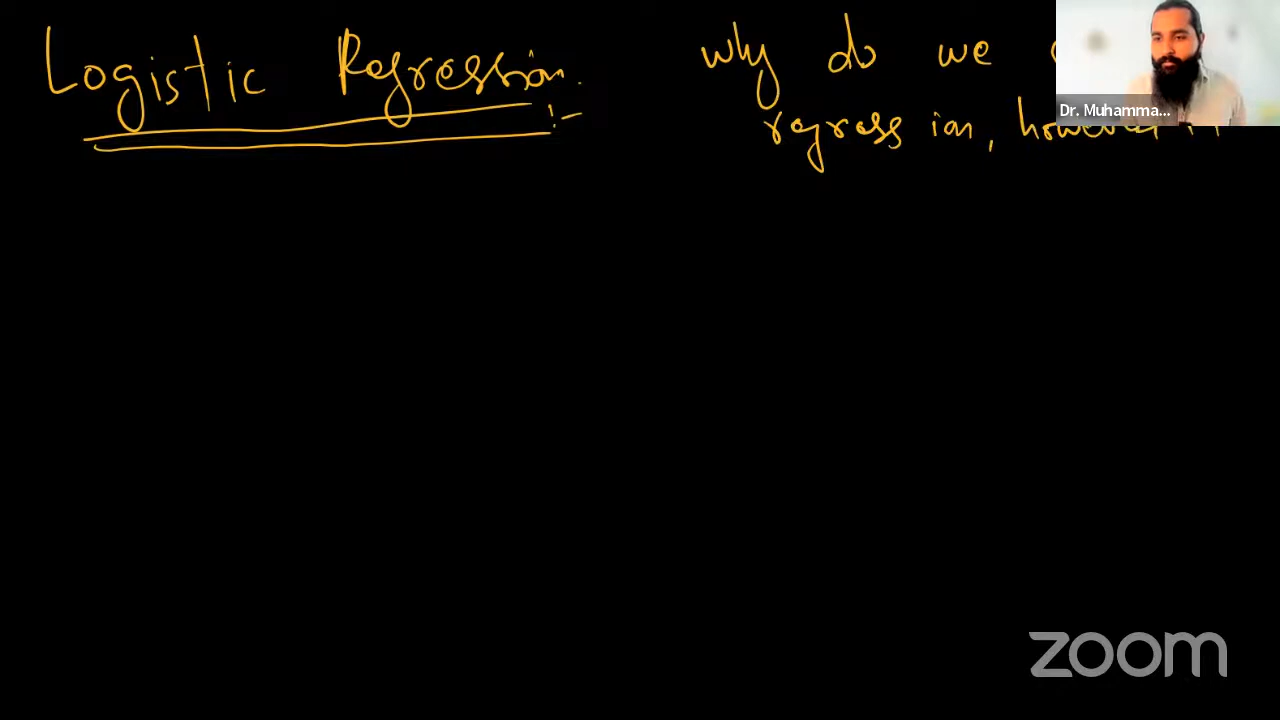 Logistic Regression :-
why do we
regression, however
Dr. Muhamma...
zoom